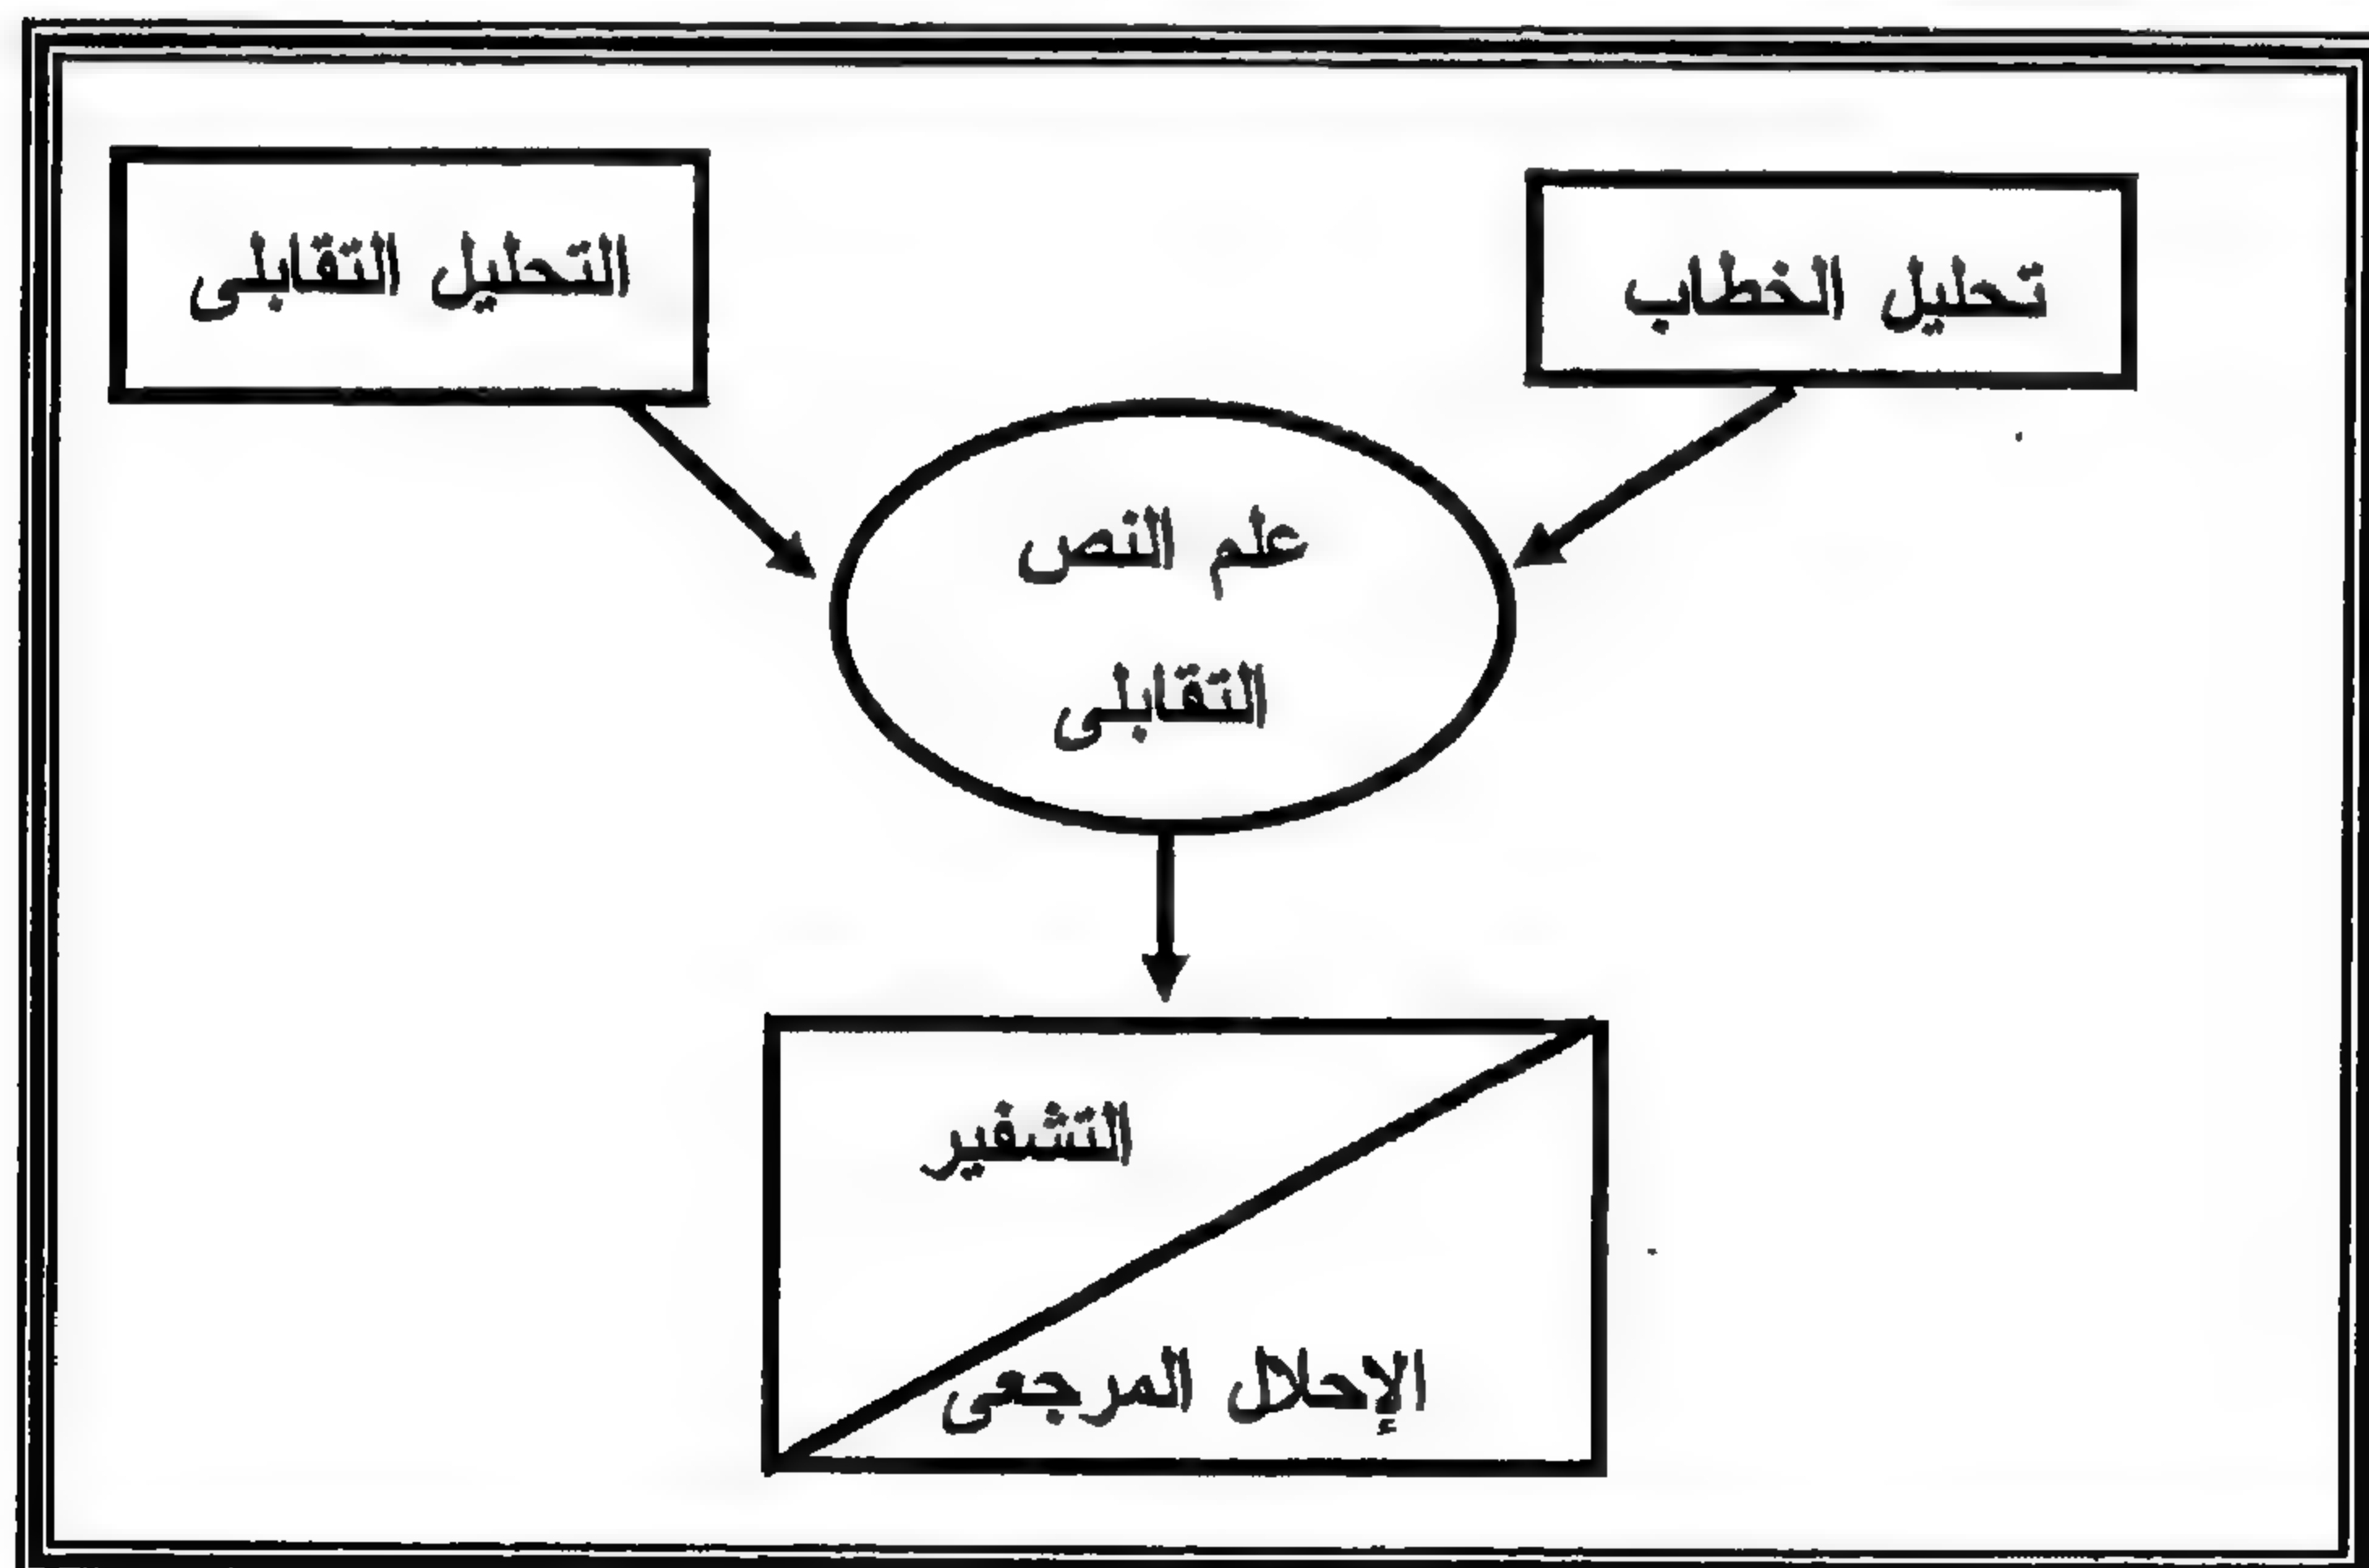 تحليل الخطاب
التحليل التقابلى
علم النص
التقابلى
التشفير
الإحلال المرجعى